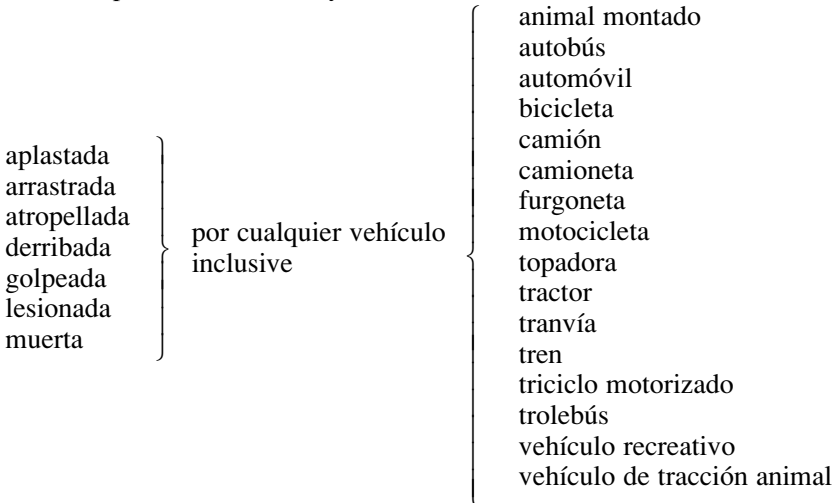 aplastada
arrastrada
atropellada
derribada
golpeada
lesionada
muerta
por cualquier vehículo
inclusive
animal montado
autobús
automóvil
bicicleta
camión
camioneta
furgoneta
motocicleta
topadora
tractor
tranvía
tren
triciclo motorizado
trolebús
vehículo recreativo
vehículo de tracción animal